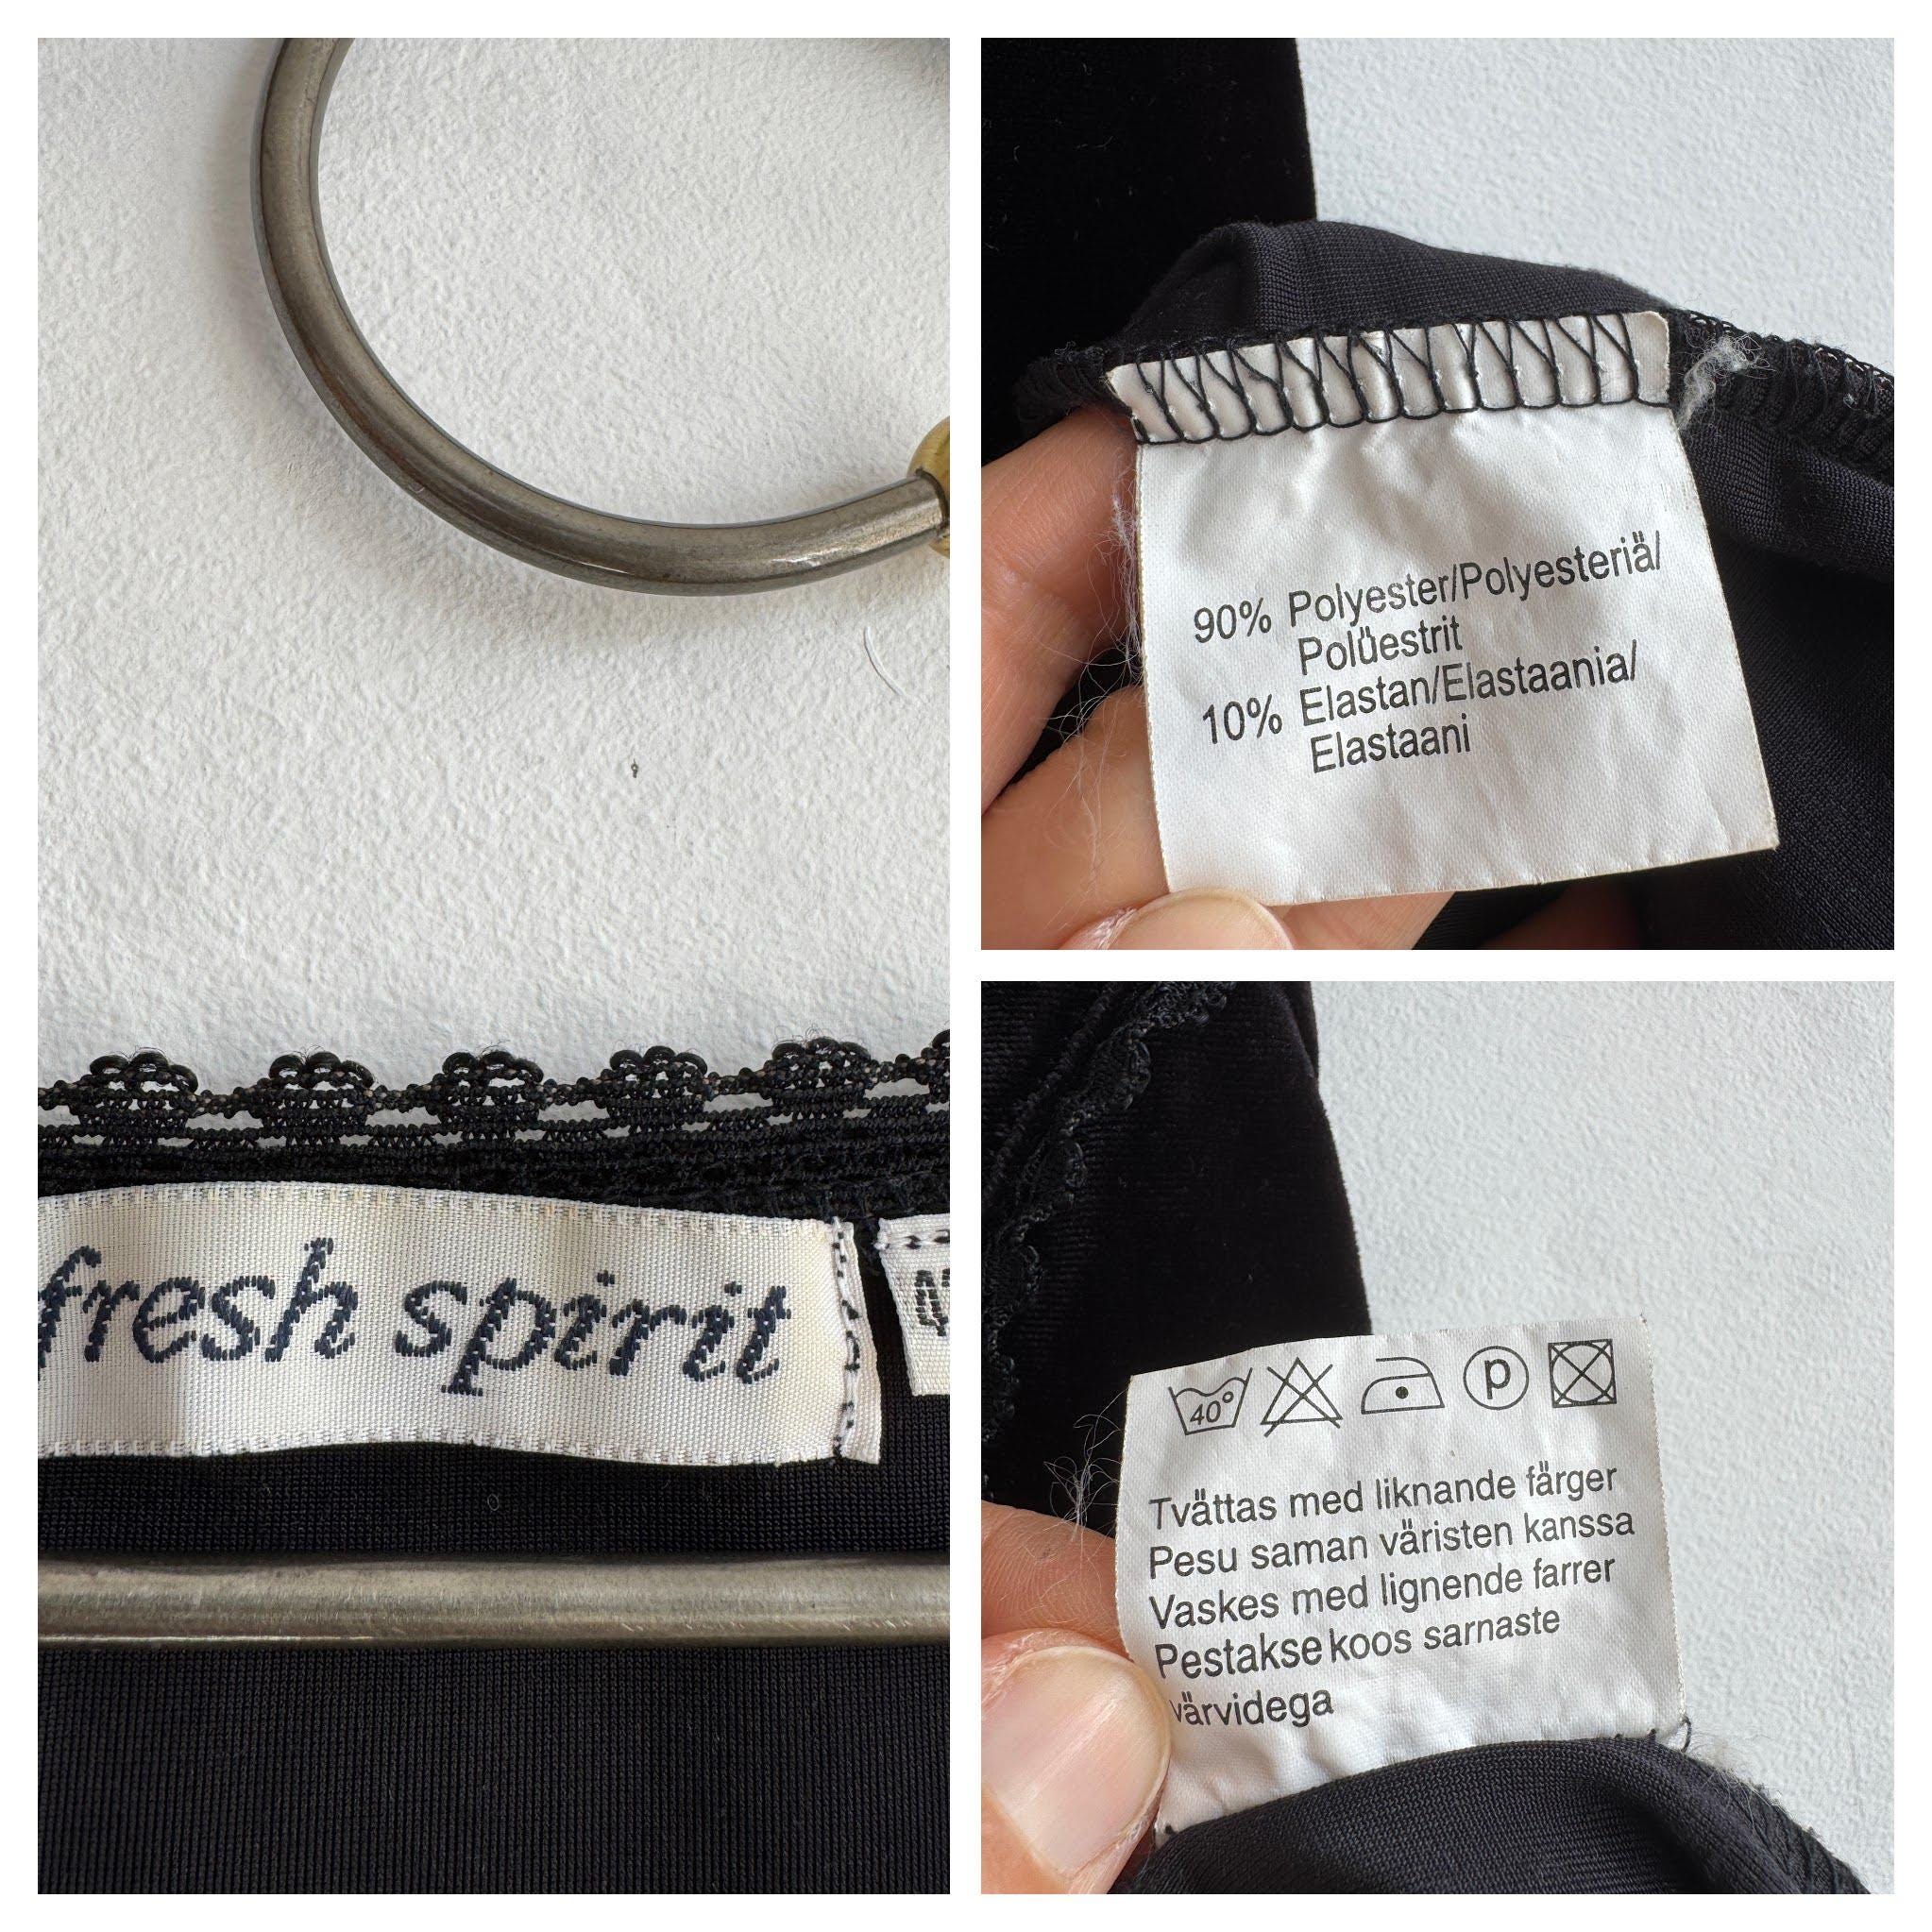 fresh spirit
90% Polyester/Polyesteriä/
Polüestrit
10% Elastan/Elastaania/
Elastaani
40° p
Tvättas med liknande färger
Pesu saman väristen kanssa
Vaskes med lignende farrer
Pestakse koos sarnaste
värvidega